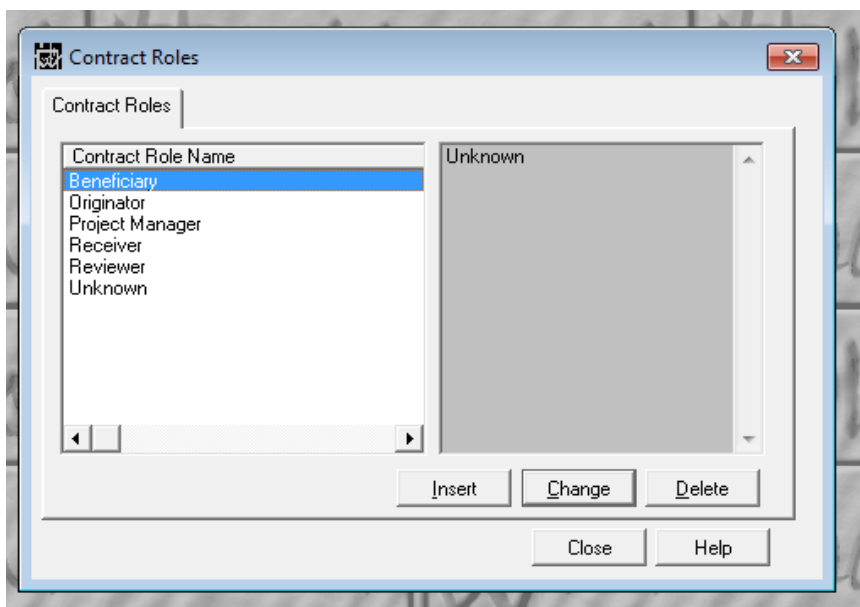 Contract Roles
Contract Roles
Contract Role Name
Beneficiary
Originator
Project Manager
Receiver
Reviewer
Unknown
Unknown
Insert
Change
Delete
Close
Help